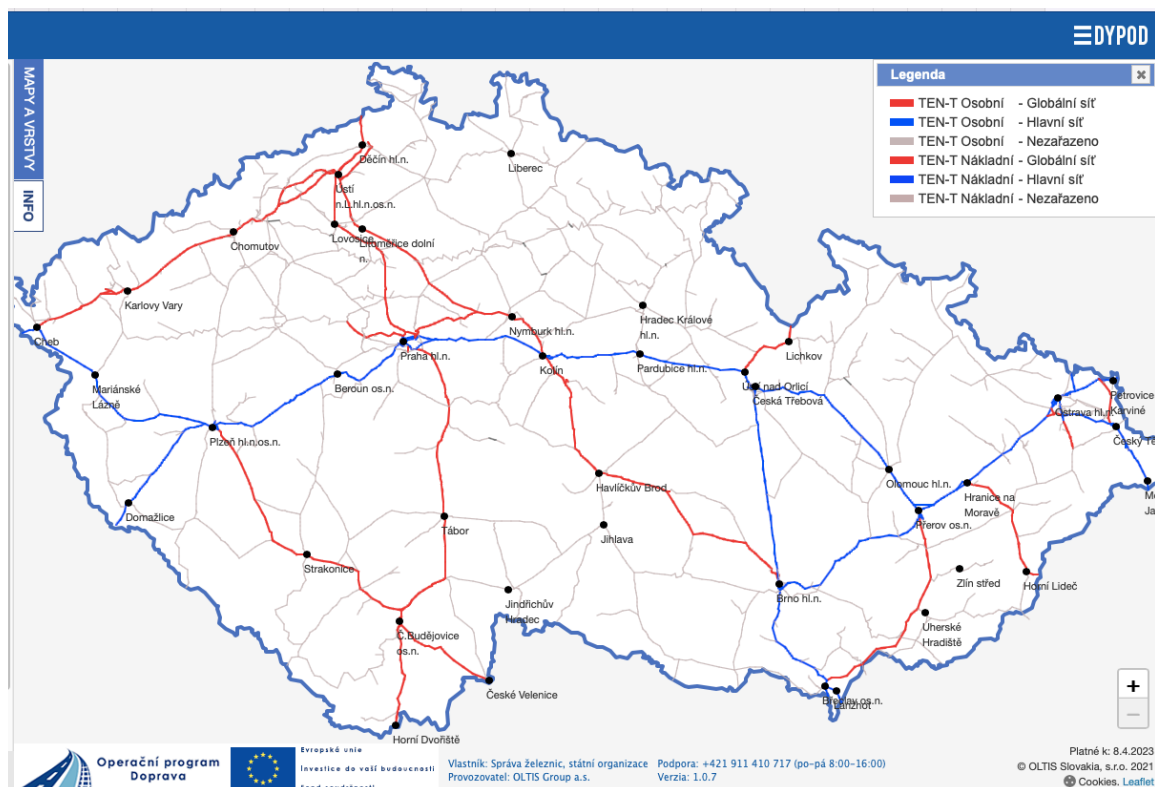 DYPOD
MAPY A VRSTVY
INFO
Legenda
TEN-T Osobní - Globální síť
TEN-T Osobní - Hlavní síť
TEN-T Osobní - Nezařazeno
TEN-T Nákladní - Globální síť
TEN-T Nákladní - Hlavní síť
TEN-T Nákladní - Nezařazeno
Děčín hl.n.
Liberec
Ústí
n.L.hl.n.os.n.
Lovosice
Litoměřice dolní
n.
Chomutov
Karlovy Vary
Cheb
Nymburk hl.n.
Hradec Králové
hl.n.
Praha hl.n.
Kolín
Pardubice hl.n.
Lichkov
Mariánské
Lázně
Beroun os.n.
Ústí nad Orlicí
Česká Třebová
Petrovice
Karviné
Ostrava hl.n.
Český Tě
Plzeň hl.n.os.n.
Olomouc hl.n.
Havlíčkův Brod
Hranice na
Moravě
Domažlice
Přerov os.n.
Tábor
Jihlava
Strakonice
Zlín střed
Horní Lideč
Brno hl.n.
Jindřichův
Hradec
Uherské
Hradiště
Č.Budějovice
os.n.
České Velenice
Břeclav os.n.
Lanžhot
Horní Dvořiště
+
−
Operační program
Doprava
Evropská unie
Investice do vaší budoucnosti
Vlastník: Správa železnic, státní organizace Podpora: +421 911 410 717 (po-pá 8:00-16:00)
Provozovatel: OLTIS Group a.s. Verzia: 1.0.7
Platné k: 8.4.2023
© OLTIS Slovakia, s.r.o. 2021
Cookies. Leaflet